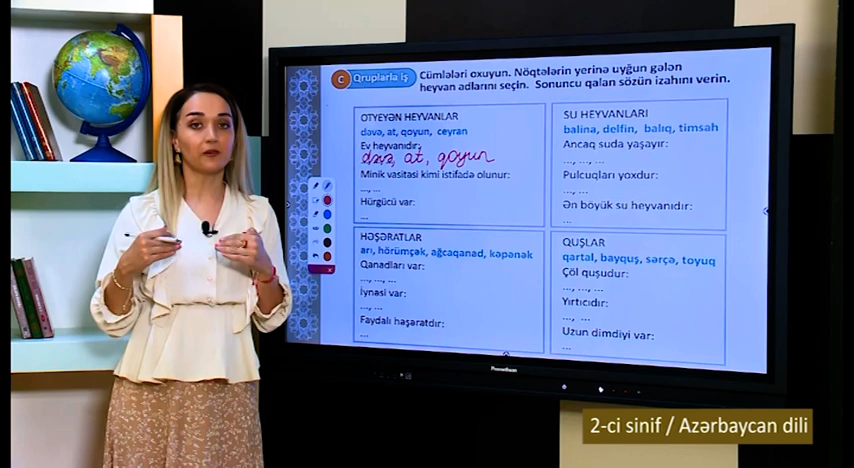 C Qruplarla iş
Cümlələri oxuyun. Nöqtələrin yerinə uyğun gələn
heyvan adlarını seçin. Sonuncu qalan sözün izahını verin.
OTYEYƏN HEYVANLAR
dəvə, at, qoyun, ceyran
Ev heyvanıdır:
dəvə, at, qoyun
Minik vasitəsi kimi istifadə olunur:
..., ...
Hürgücü var:
...
SU HEYVANLARI
balina, delfin, balıq, timsah
Ancaq suda yaşayır:
..., ..., ...
Pulcuqları yoxdur:
..., ...
Ən böyük su heyvanıdır:
...
HƏŞƏRATLAR
arı, hörümçək, ağcaqanad, kəpənək
Qanadları var:
..., ..., ...
İynəsi var:
..., ...
Faydalı həşəratdır:
...
QUŞLAR
qartal, bayquş, sərçə, toyuq
Çöl quşudur:
..., ..., ...
Yırtıcıdır:
..., ...
Uzun dimdiyi var:
...
Promethean
2-ci sinif / Azərbaycan dili